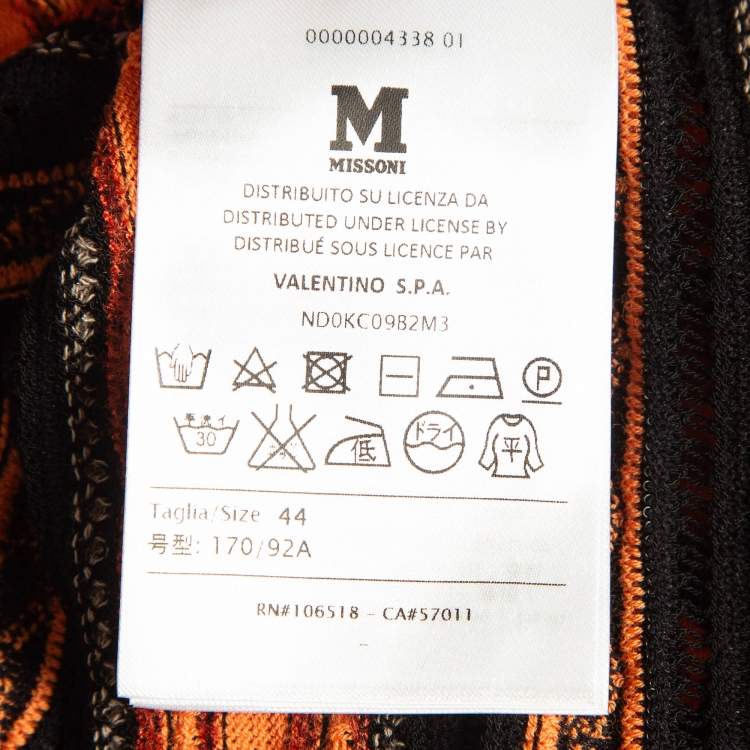 0000004338 01
M
MISSONI
DISTRIBUITO SU LICENZA DA
DISTRIBUTED UNDER LICENSE BY
DISTRIBUÉ SOUS LICENCE PAR
VALENTINO S.P.A.
ND0KC09B2M3
P
手洗イ 30 低 ドライ 平
Taglia/Size 44
号型: 170/92A
RN#106518 - CA#57011